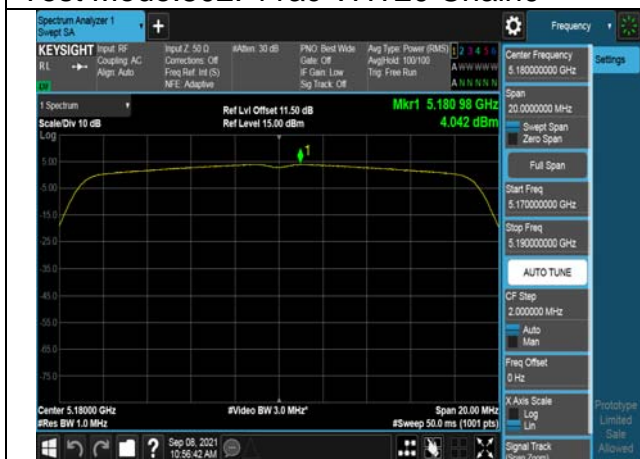 Spectrum Analyzer 1
Swept SA
+
Frequency
KEYSIGHT
Input: RF
Coupling: AC
Align: Auto
Input Z: 50 Ω
Corrections: Off
Freq Ref: Int (S)
NFE: Adaptive
#Atten: 30 dB
PNO: Best Wide
Gate: Off
IF Gain: Low
Sig Track: Off
Avg Type: Power (RMS)
Avg|Hold: 100/100
Trig: Free Run
1 2 3 4 5 6
A W W W W W
A N N N N N
RL
1 Spectrum
Scale/Div 10 dB
Log
Ref Lvl Offset 11.50 dB
Ref Level 15.00 dBm
Mkr1 5.180 98 GHz
4.042 dBm
1
5.00
-5.00
-15.0
-25.0
-35.0
-45.0
-55.0
-65.0
-75.0
Center 5.18000 GHz
#Res BW 1.0 MHz
#Video BW 3.0 MHz*
Span 20.00 MHz
#Sweep 50.0 ms (1001 pts)
Center Frequency
5.180000000 GHz
Settings
Span
20.0000000 MHz
Swept Span
Zero Span
Full Span
Start Freq
5.170000000 GHz
Stop Freq
5.190000000 GHz
AUTO TUNE
CF Step
2.000000 MHz
Auto
Man
Freq Offset
0 Hz
X Axis Scale
Log
Lin
Signal Track
(Span Zoom)
Prototype
Limited
Sale
Allowed
?
Sep 08, 2021
10:56:42 AM